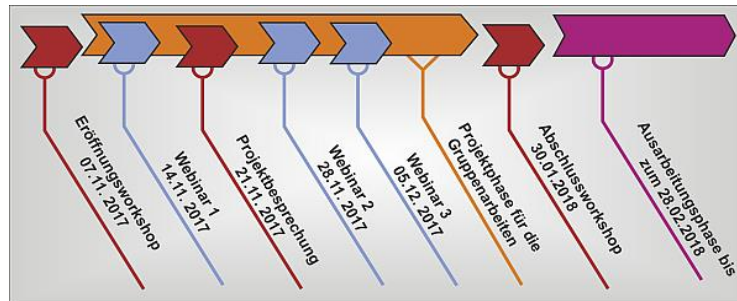 Eröffnungsworkshop
07.11. 2017
Webinar 1
14.11. 2017
Projektbesprechung
21.11. 2017
Webinar 2
28.11. 2017
Webinar 3
05.12. 2017
Projektphase für die
Gruppenarbeiten
Abschlussworkshop
30.01.2018
Ausarbeitungsphase bis
zum 28.02.2018